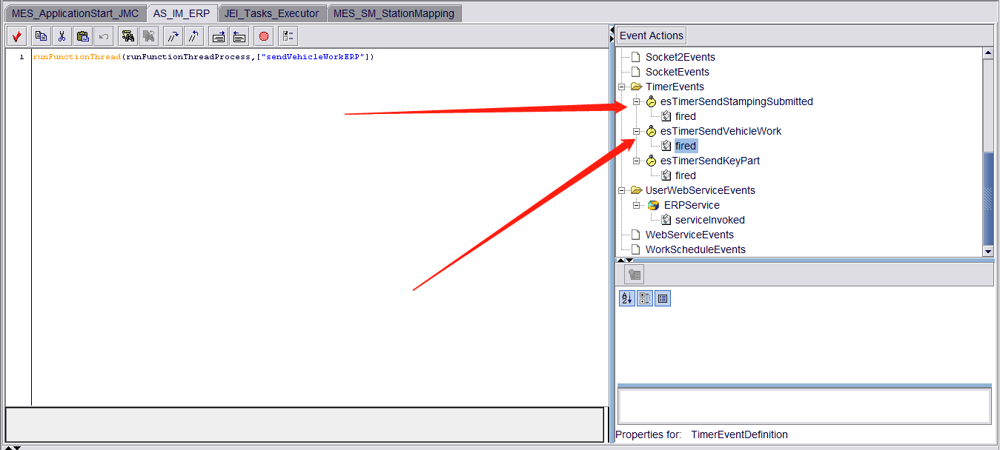 MES_ApplicationStart_JMC AS_IM_ERP JEI_Tasks_Executor MES_SM_StationMapping
1 runFunctionThread(runFunctionThreadProcess,["sendVehicleWorkERP"])
Event Actions
Socket2Events
SocketEvents
TimerEvents
esTimerSendStampingSubmitted
fired
esTimerSendVehicleWork
fired
esTimerSendKeyPart
fired
UserWebServiceEvents
ERPService
serviceInvoked
WebServiceEvents
WorkScheduleEvents
Properties for: TimerEventDefinition